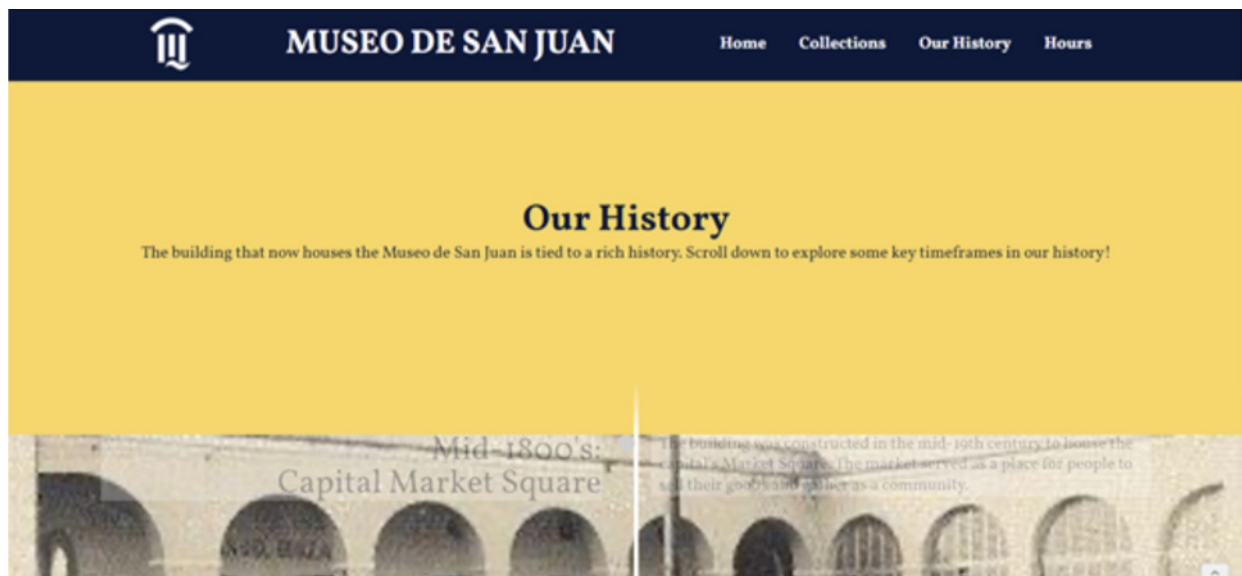 MUSEO DE SAN JUAN
Home Collections Our History Hours
Our History
The building that now houses the Museo de San Juan is tied to a rich history. Scroll down to explore some key timeframes in our history!
Mid-1800's:
Capital Market Square
The building was constructed in the mid-19th century to house the
capital's Market Square. The market served as a place for people to
sell their goods and gather as a community.